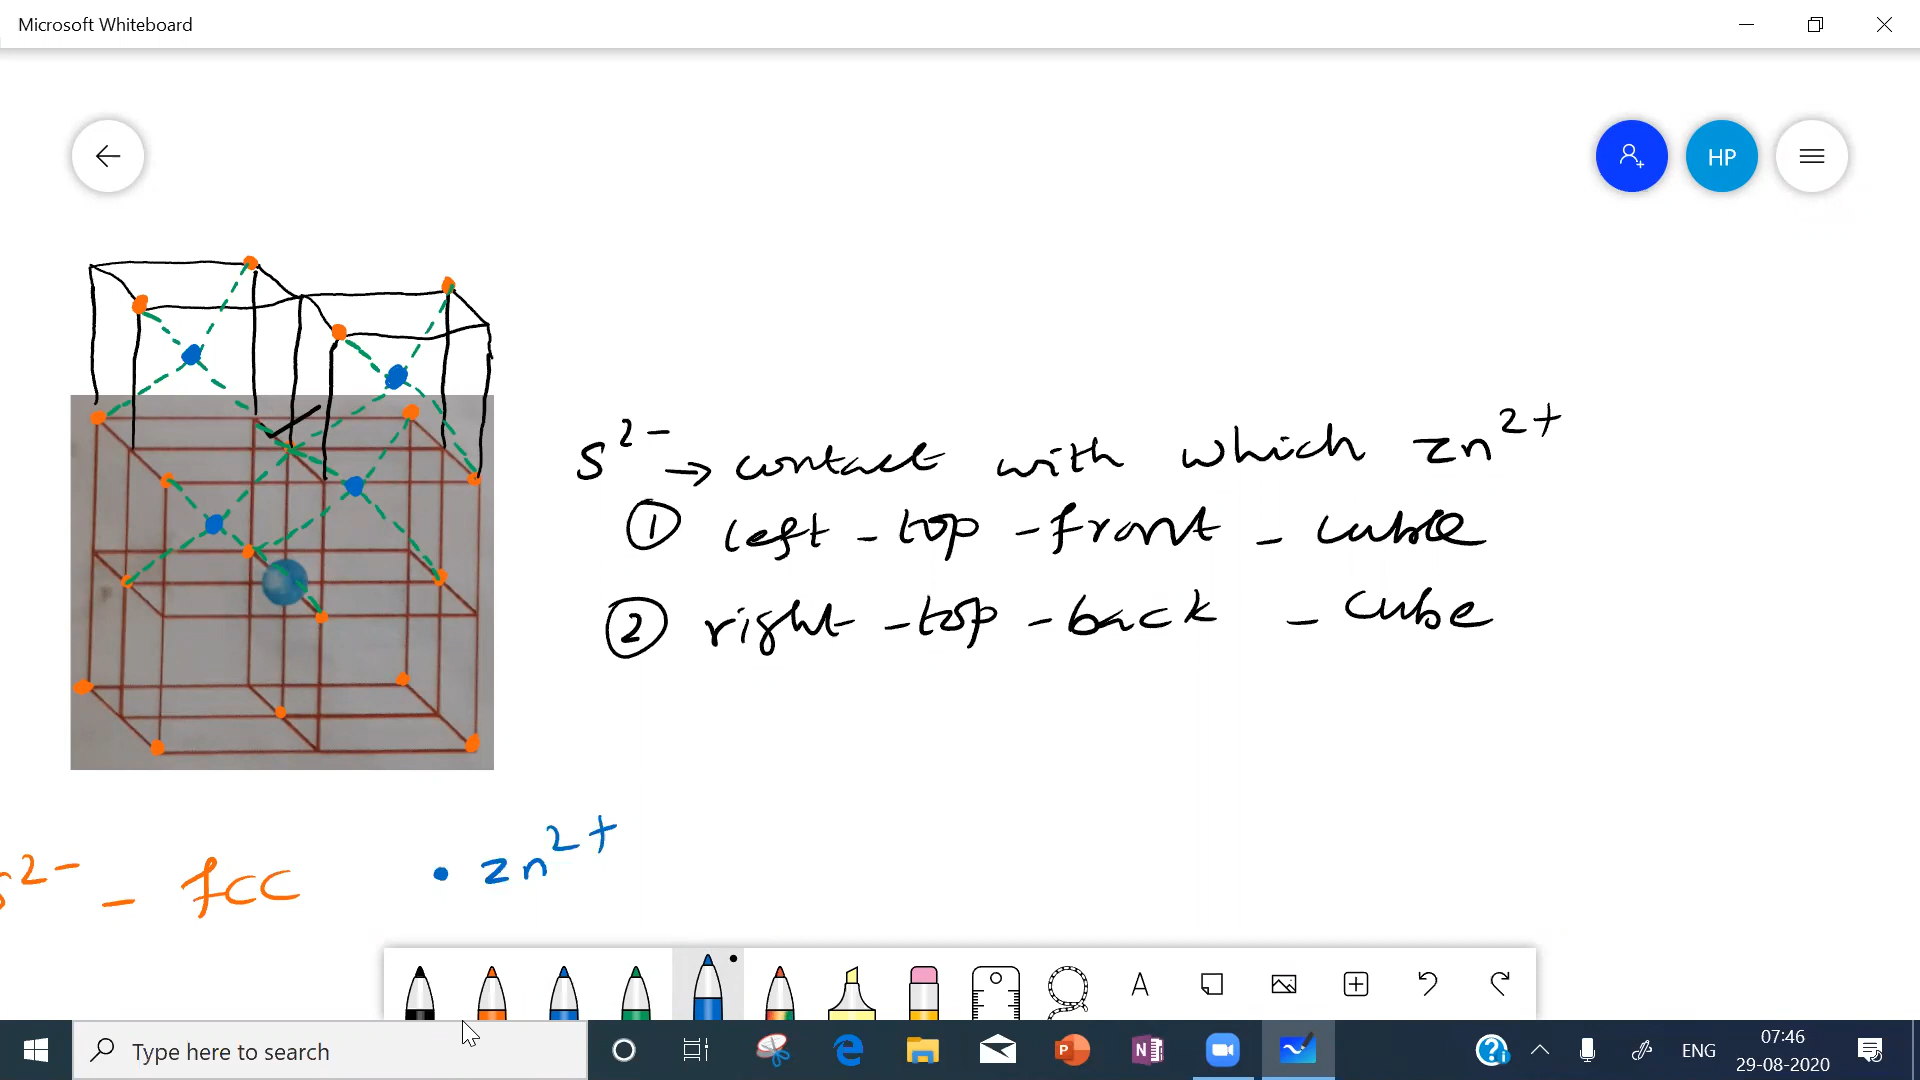 Microsoft Whiteboard
HP
S²⁻ → contact with which Zn²⁺
① left - top - front - cube
② right - top - back - cube
S²⁻ - fcc
• Zn²⁺
A
Type here to search
ENG
07:46
29-08-2020